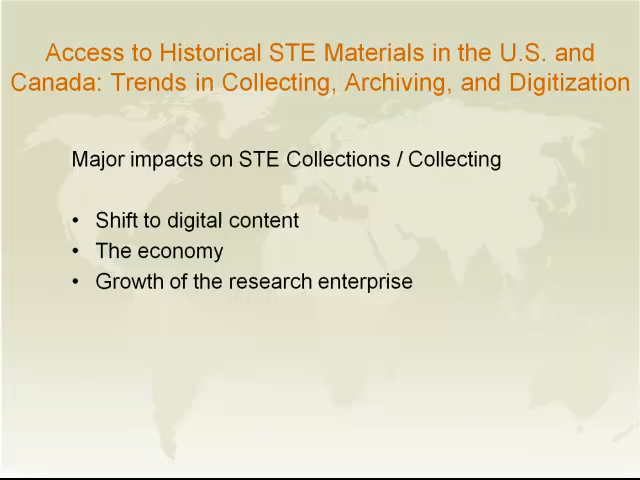 Access to Historical STE Materials in the U.S. and
Canada: Trends in Collecting, Archiving, and Digitization
Major impacts on STE Collections / Collecting
• Shift to digital content
• The economy
• Growth of the research enterprise